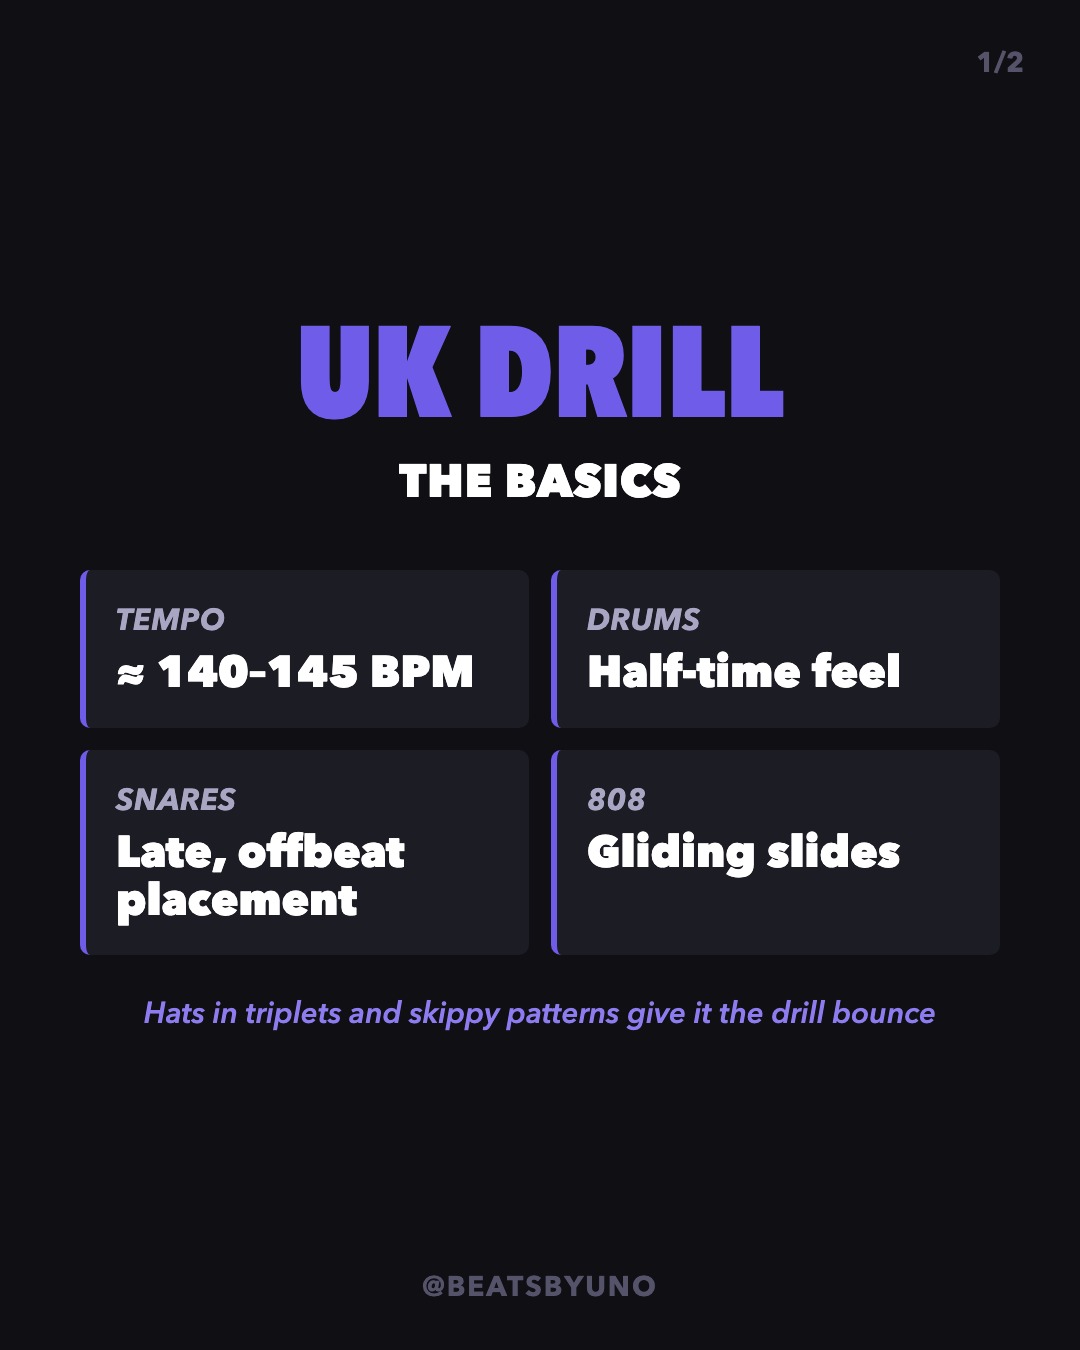 1/2
UK DRILL
THE BASICS
TEMPO
≈ 140–145 BPM
DRUMS
Half-time feel
SNARES
Late, offbeat
placement
808
Gliding slides
Hats in triplets and skippy patterns give it the drill bounce
@BEATSBYUNO